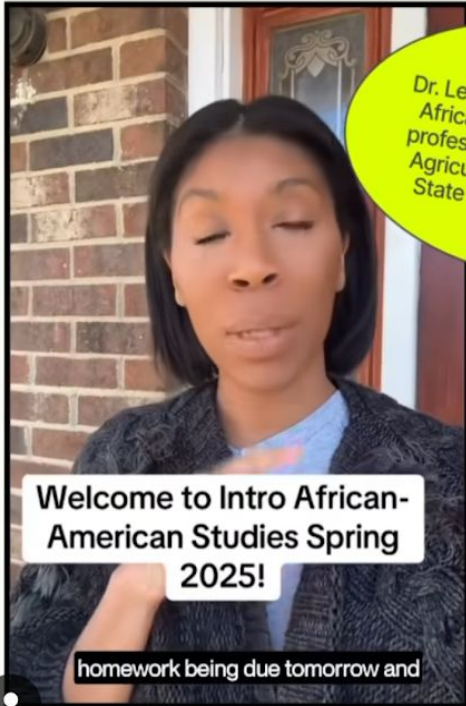 Dr. Le
Afric
profes
Agricu
State
Welcome to Intro African-
American Studies Spring
2025!
homework being due tomorrow and